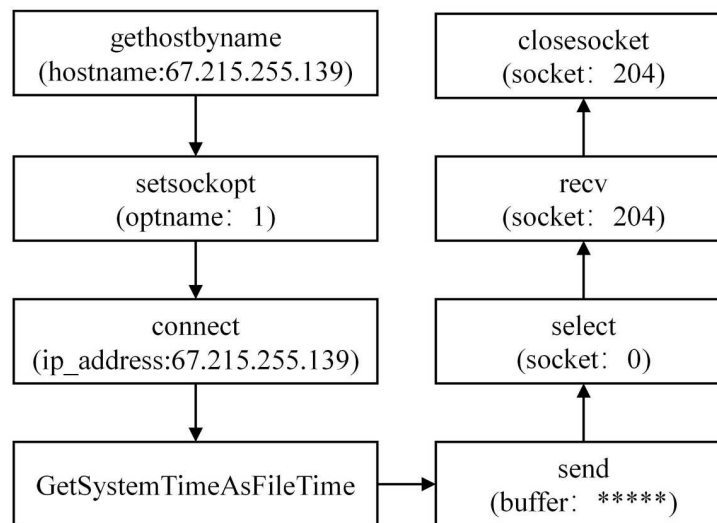 gethostbyname
(hostname:67.215.255.139)
setsockopt
(optname: 1)
connect
(ip_address:67.215.255.139)
GetSystemTimeAsFileTime
send
(buffer: *****)
select
(socket: 0)
recv
(socket: 204)
closesocket
(socket: 204)